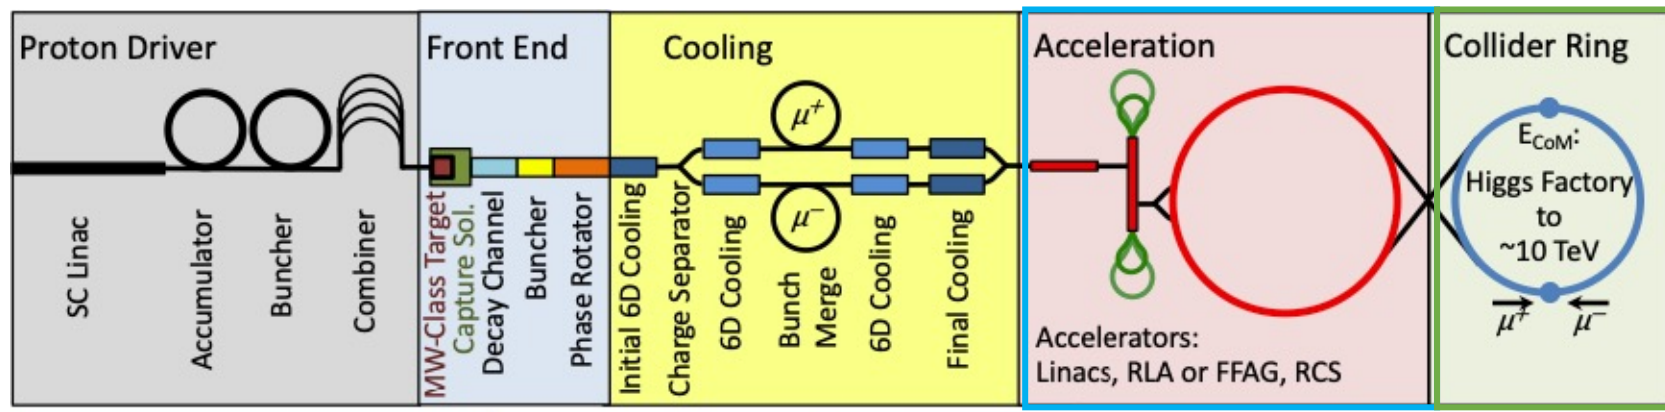 Proton Driver
SC Linac
Accumulator
Buncher
Combiner
Front End
MW-Class Target
Capture Sol.
Decay Channel
Buncher
Phase Rotator
Cooling
μ+
μ−
Initial 6D Cooling
Charge Separator
6D Cooling
Bunch
Merge
6D Cooling
Final Cooling
Acceleration
Accelerators:
Linacs, RLA or FFAG, RCS
Collider Ring
ECoM:
Higgs Factory
to
~10 TeV
μ+ μ−